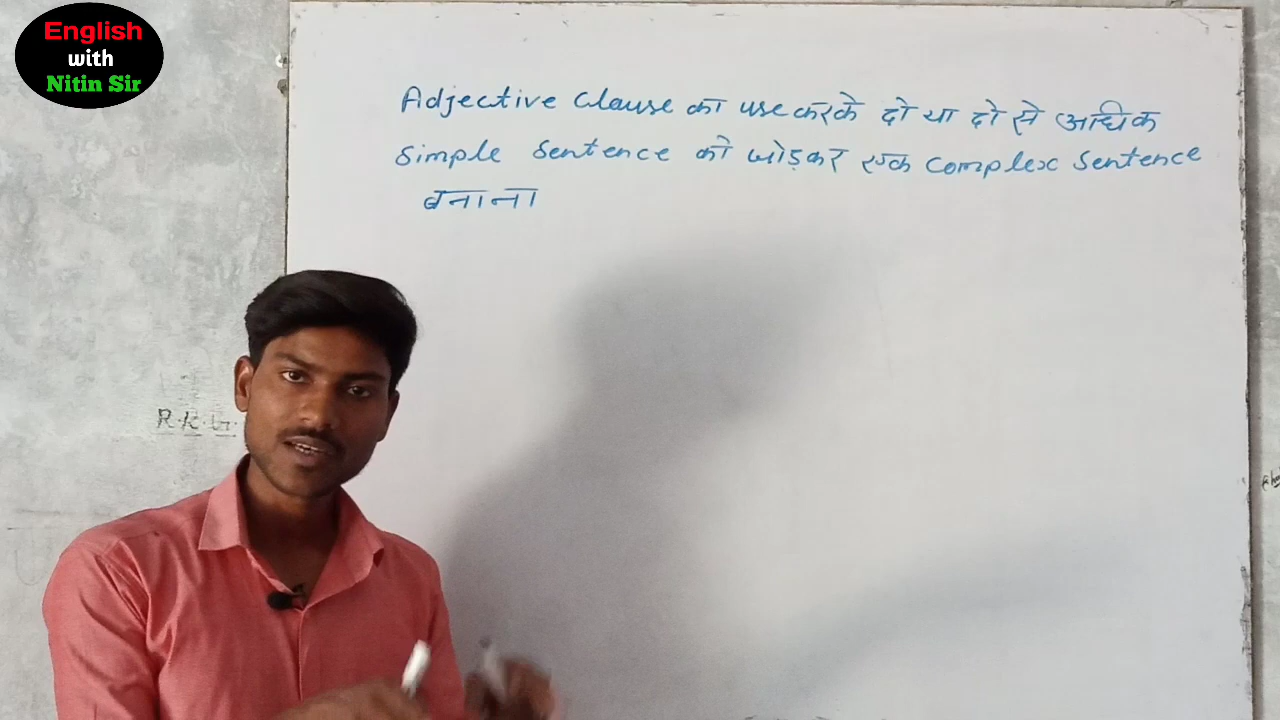 English
with
Nitin Sir
Adjective Clause का use करके दो या दो से अधिक
Simple Sentence को जोड़कर एक Complex Sentence
बनाना
R.K.G.